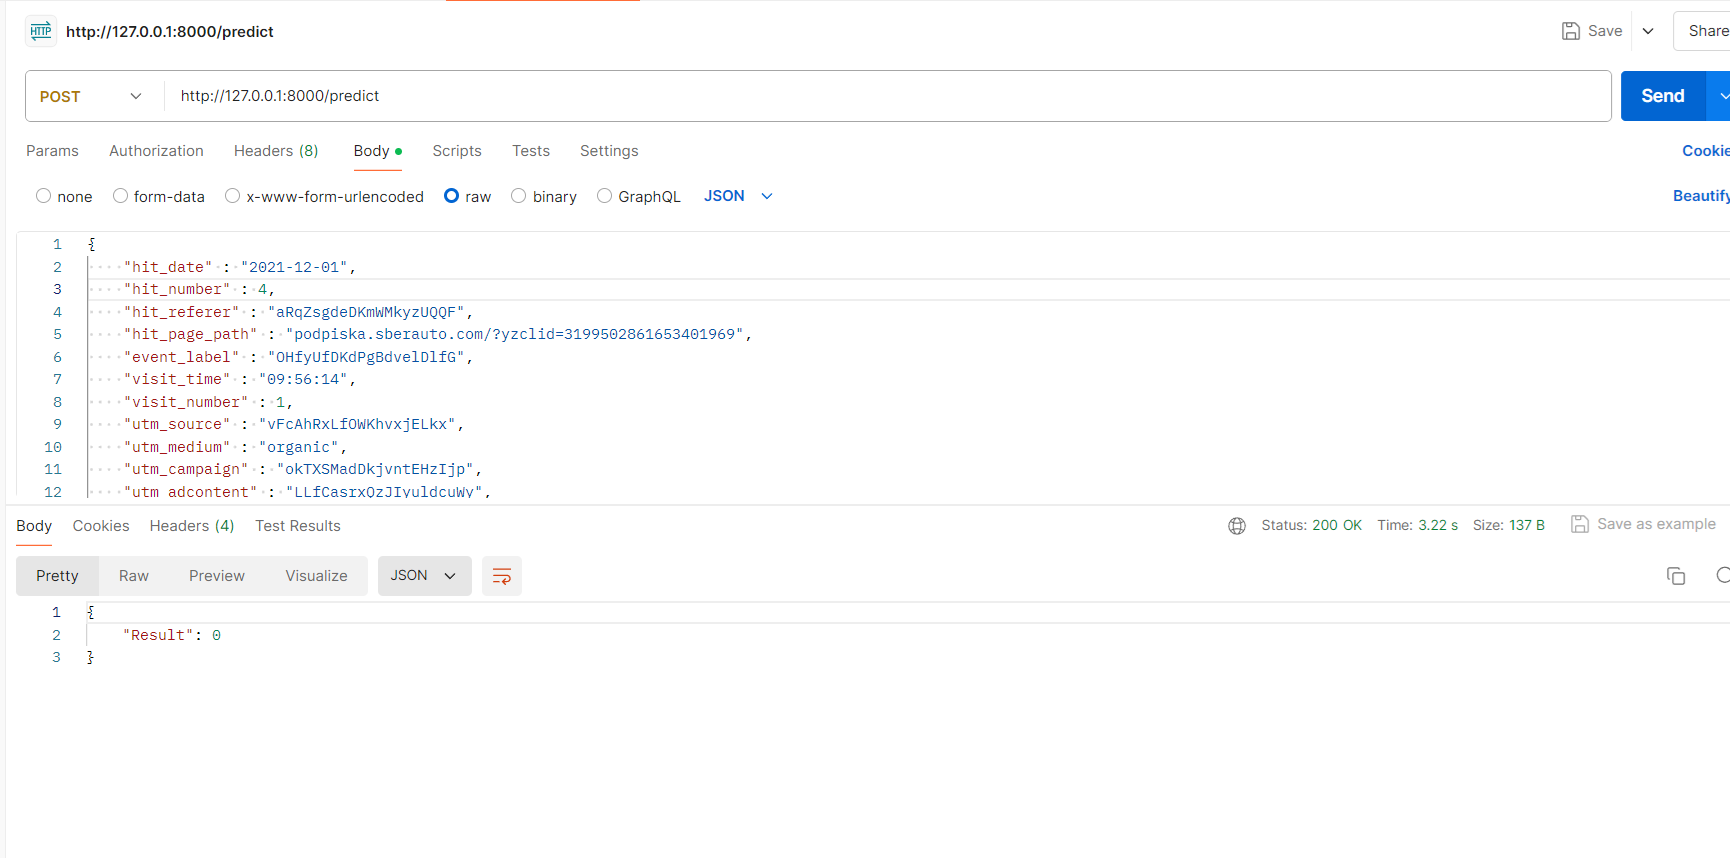 HTTP http://127.0.0.1:8000/predict Save Share
POST http://127.0.0.1:8000/predict Send
Params Authorization Headers (8) Body Scripts Tests Settings Cookie
none form-data x-www-form-urlencoded raw binary GraphQL JSON Beautify
1 {
2 "hit_date" : "2021-12-01",
3 "hit_number" : 4,
4 "hit_referer" : "aRqZsgdeDKmWMkyzUQQF",
5 "hit_page_path" : "podpiska.sberauto.com/?yzclid=3199502861653401969",
6 "event_label" : "OHfyUfDKdPgBdvelDlfG",
7 "visit_time" : "09:56:14",
8 "visit_number" : 1,
9 "utm_source" : "vFcAhRxLfOWKhvxjELkx",
10 "utm_medium" : "organic",
11 "utm_campaign" : "okTXSMadDkjvntEHzIjp",
12 "utm_adcontent" : "LLfCasrxQzJIyuldcuWy",
Body Cookies Headers (4) Test Results Status: 200 OK Time: 3.22 s Size: 137 B Save as example
Pretty Raw Preview Visualize JSON
1 {
2 "Result": 0
3 }